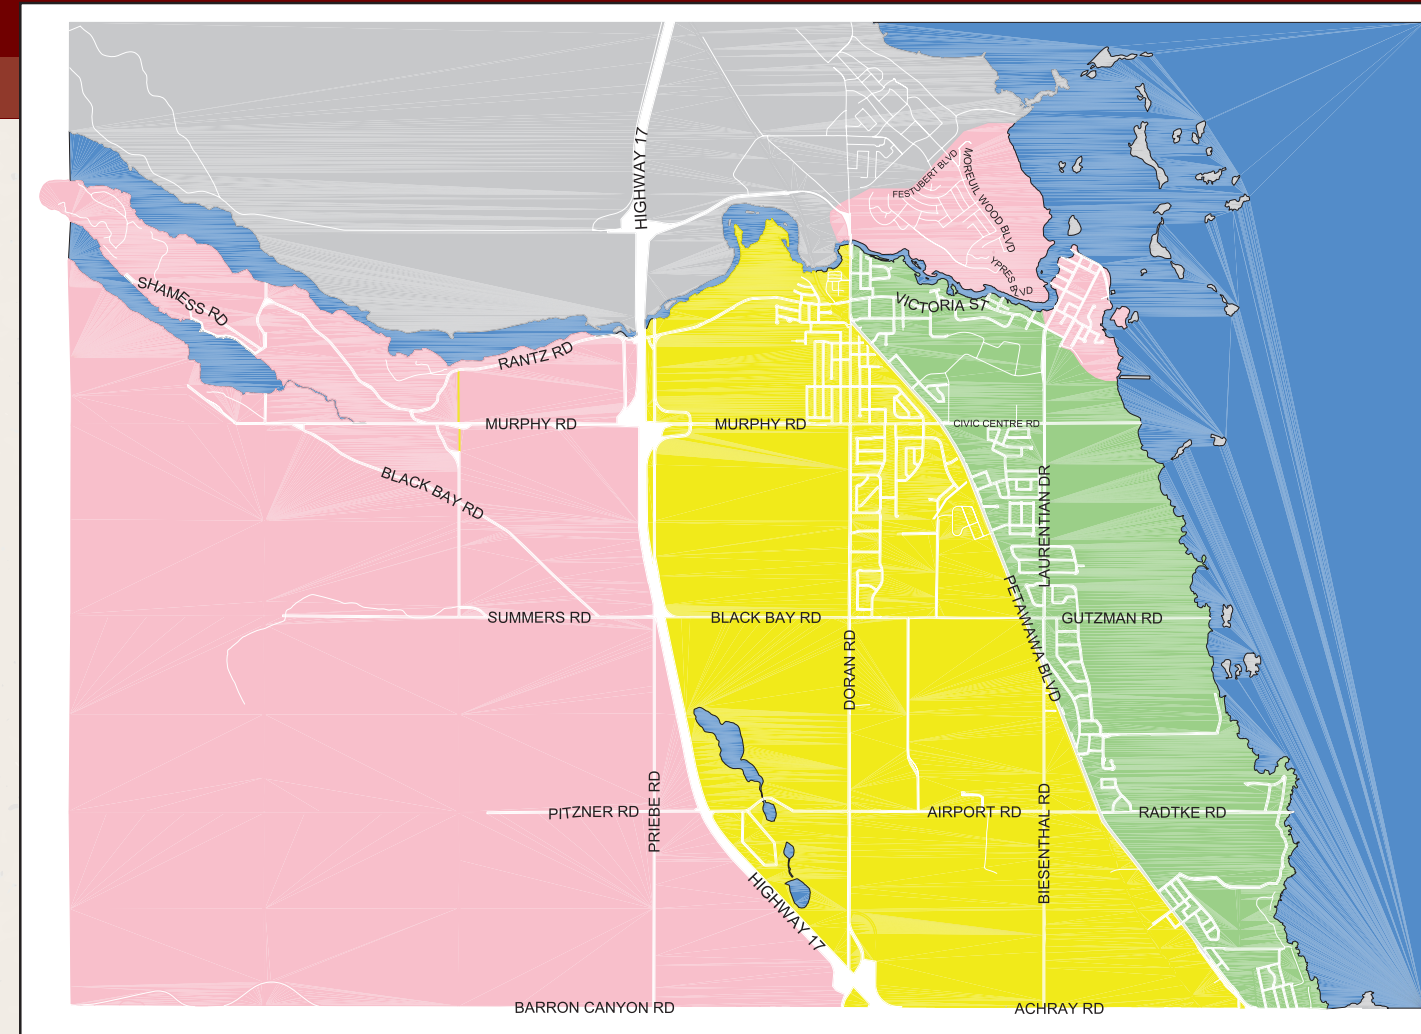 HIGHWAY 17
FESTUBERT BLVD
MOREUIL WOOD BLVD
YPRES BLVD
SHAMESS RD
VICTORIA ST
RANTZ RD
MURPHY RD
MURPHY RD
CIVIC CENTRE RD
BLACK BAY RD
LAURENTIAN DR
PETAWAWA BLVD
SUMMERS RD
BLACK BAY RD
GUTZMAN RD
DORAN RD
PITZNER RD
PRIEBE RD
AIRPORT RD
BIESENTHAL RD
RADTKE RD
HIGHWAY 17
BARRON CANYON RD
ACHRAY RD